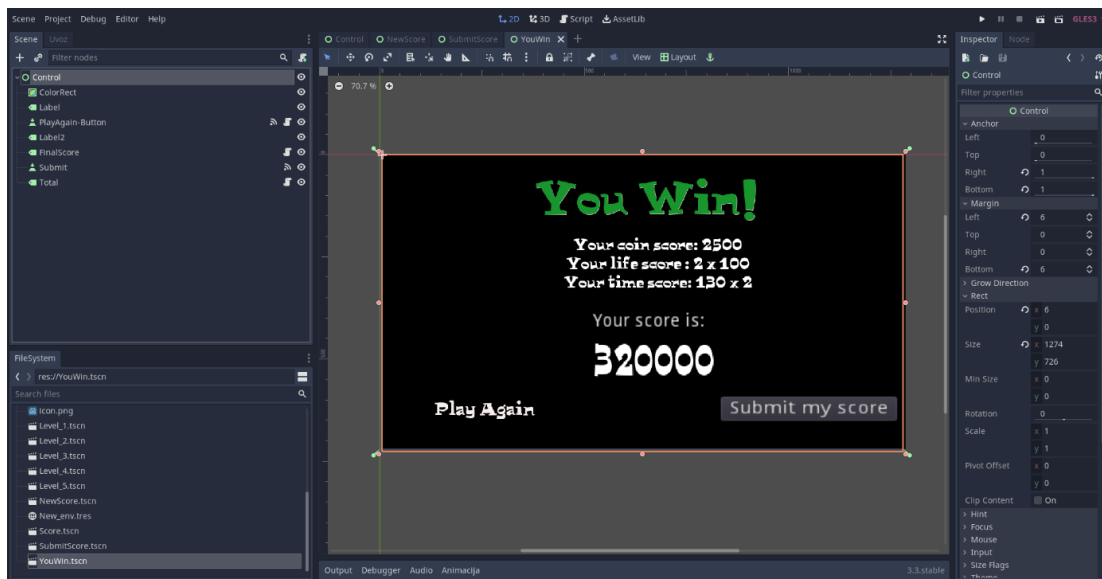 Scene Project Debug Editor Help 2D 3D Script AssetLib GLES3
Scene Uvoz
Filter nodes
Control
ColorRect
Label
PlayAgain-Button
Label2
FinalScore
Submit
Total
FileSystem
res://YouWin.tscn
Search files
icon.png
Level_1.tscn
Level_2.tscn
Level_3.tscn
Level_4.tscn
Level_5.tscn
NewScore.tscn
New_env.tres
Score.tscn
SubmitScore.tscn
YouWin.tscn
Control NewScore SubmitScore YouWin
View Layout
500 1000
70.7 %
You Win!
Your coin score: 2500
Your life score : 2 x 100
Your time score: 130 x 2
Your score is:
320000
Play Again
Submit my score
Output Debugger Audio Animacija 3.3.stable
Inspector Node
Control
Filter properties
Control
Anchor
Left 0
Top 0
Right 1
Bottom 1
Margin
Left 6
Top 0
Right 0
Bottom 6
Grow Direction
Rect
Position x 6
y 0
Size x 1274
y 726
Min Size x 0
y 0
Rotation 0
Scale x 1
y 1
Pivot Offset x 0
y 0
Clip Content On
Hint
Focus
Mouse
Input
Size Flags
Theme